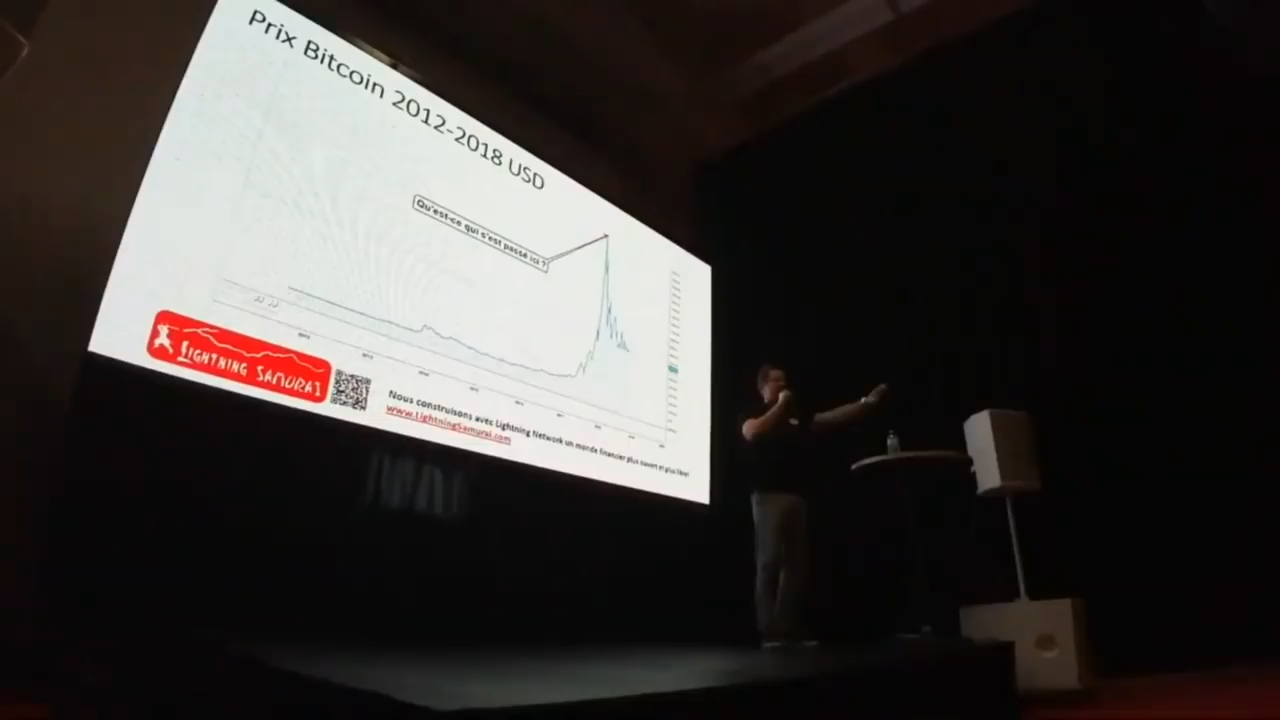 Prix Bitcoin 2012-2018 USD
Qu'est-ce qui s'est passé ici ?
LIGHTNING SAMURAI
Nous construisons avec Lightning Network un monde financier plus ouvert et plus libre!
www.LightningSamurai.com